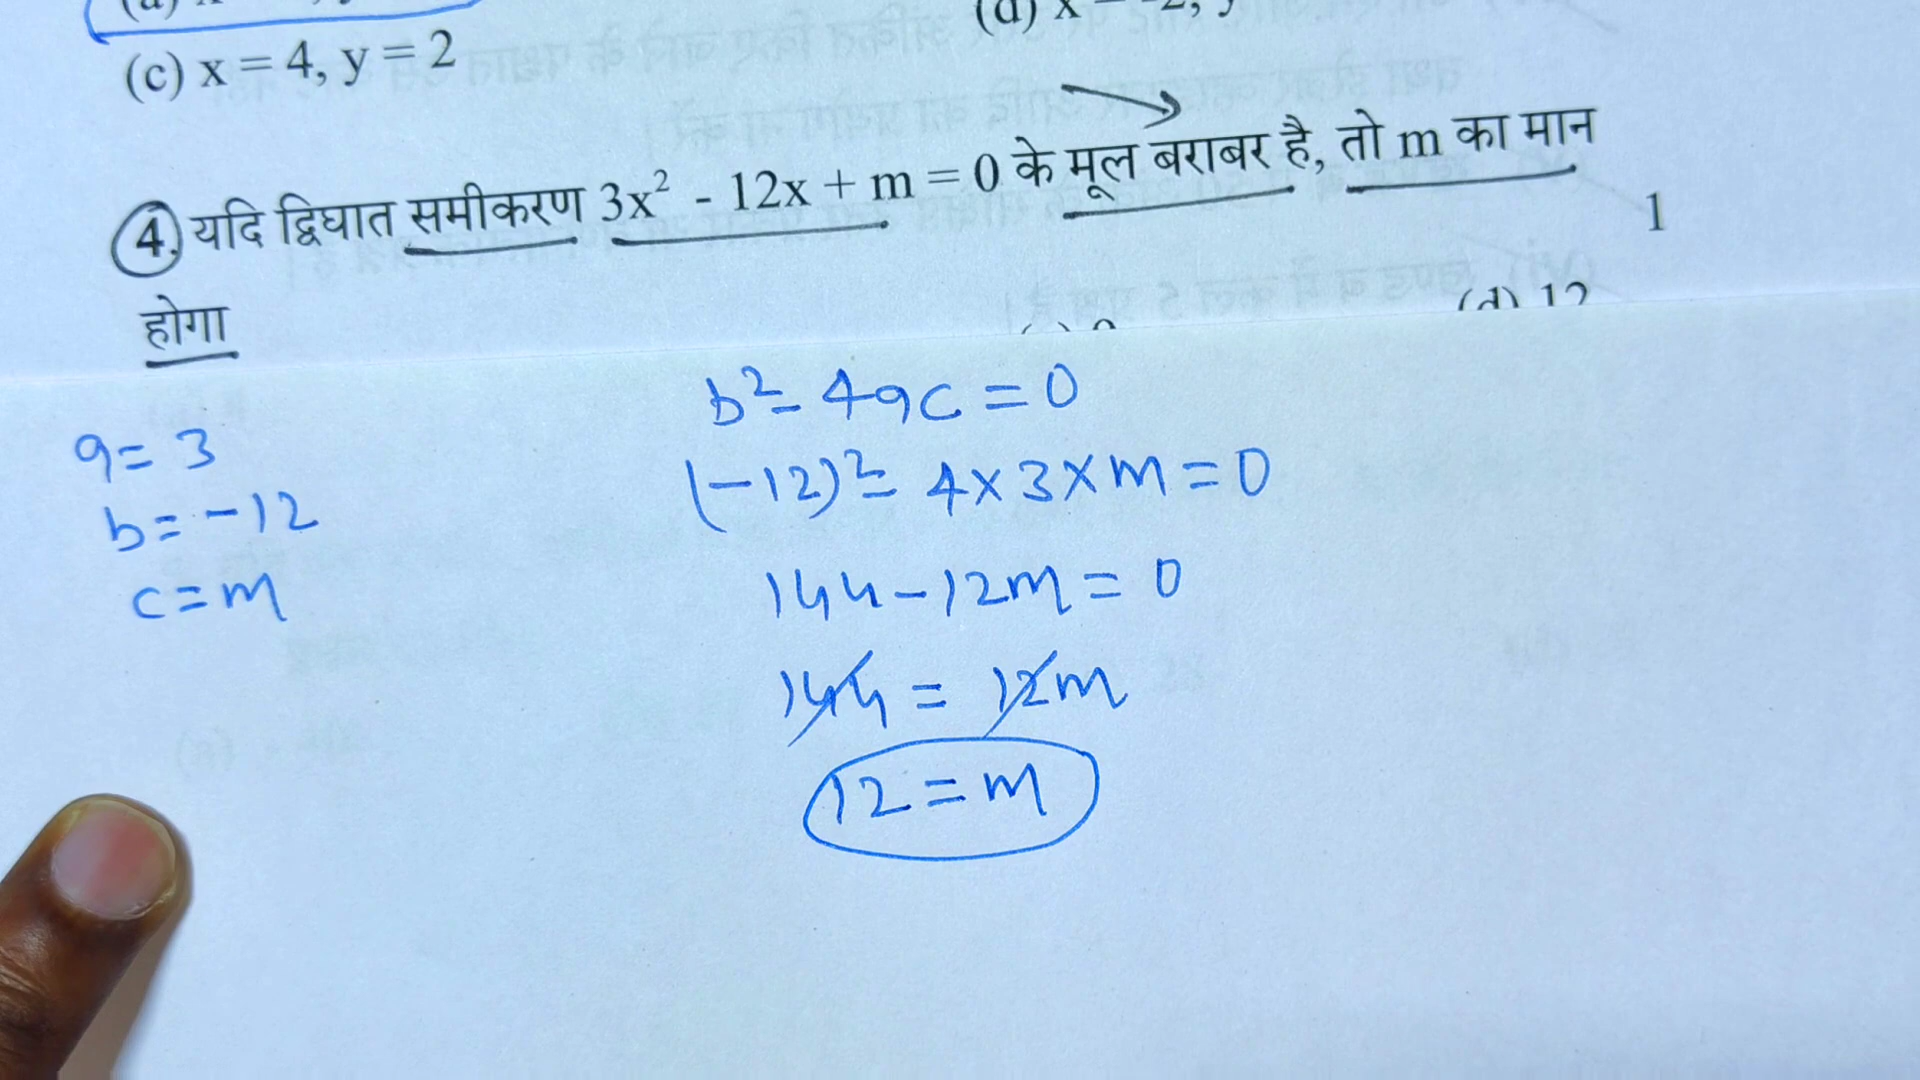 (c) x = 4, y = 2
4. यदि द्विघात समीकरण 3x² - 12x + m = 0 के मूल बराबर है, तो m का मान
होगा
1
(d) 12
b² - 4ac = 0
a = 3
(-12)² - 4 × 3 × m = 0
b = -12
144 - 12m = 0
c = m
144 = 12m
12 = m